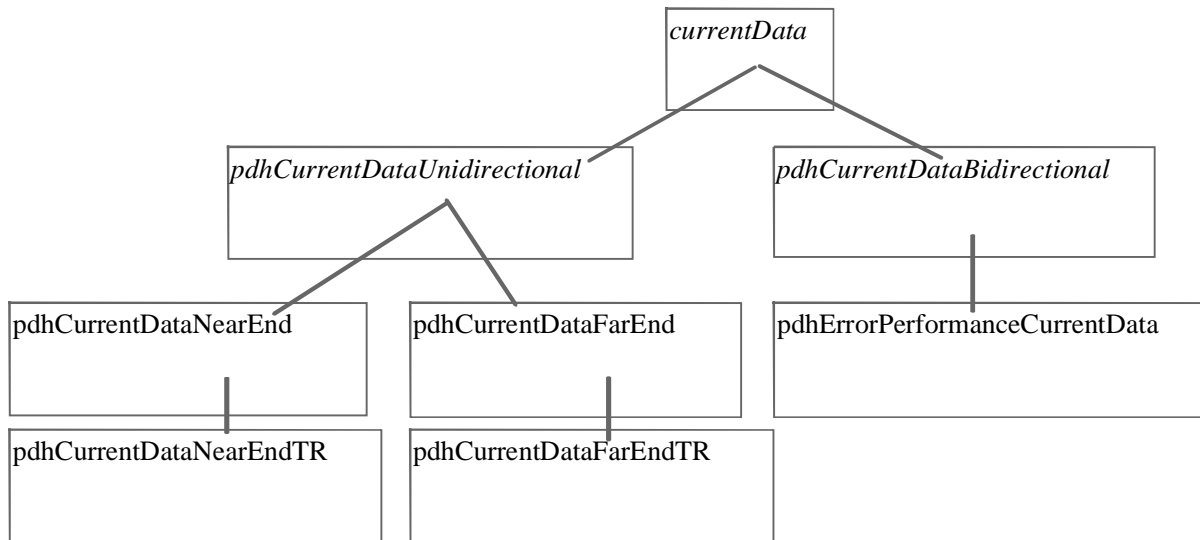 currentData
pdhCurrentDataUnidirectional
pdhCurrentDataBidirectional
pdhCurrentDataNearEnd
pdhCurrentDataFarEnd
pdhErrorPerformanceCurrentData
pdhCurrentDataNearEndTR
pdhCurrentDataFarEndTR